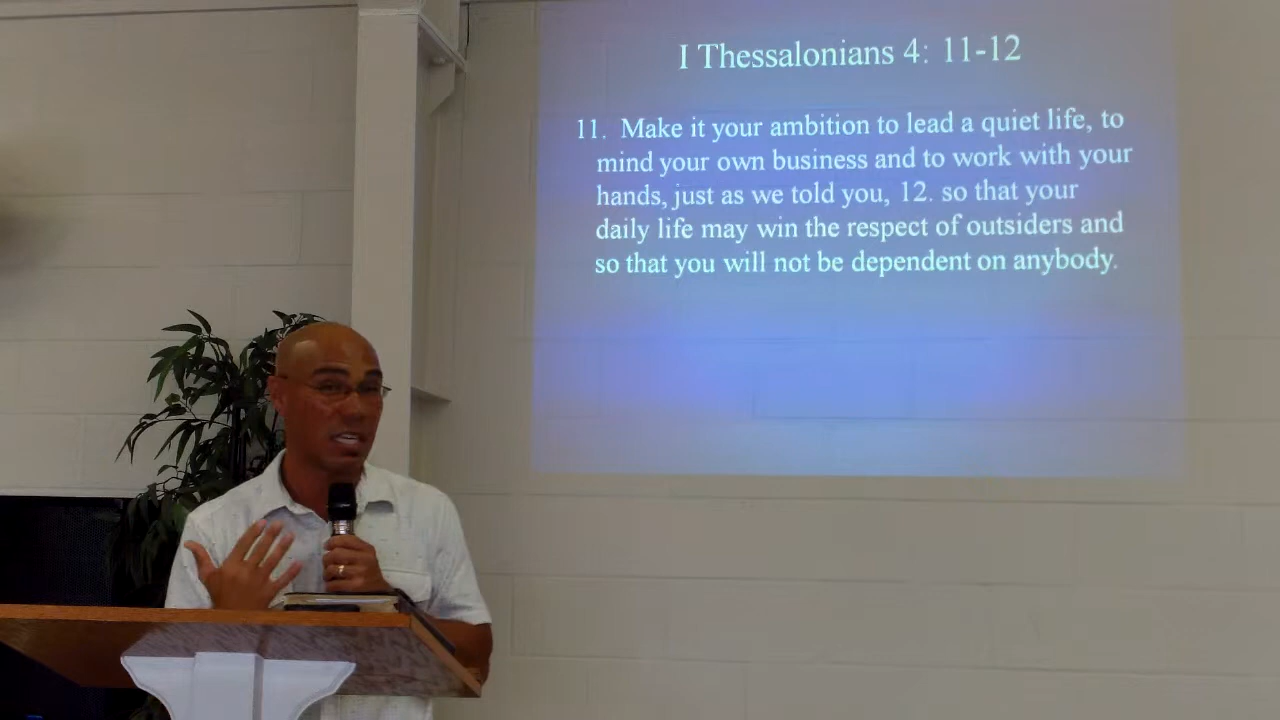 I Thessalonians 4: 11-12
11. Make it your ambition to lead a quiet life, to
mind your own business and to work with your
hands, just as we told you, 12. so that your
daily life may win the respect of outsiders and
so that you will not be dependent on anybody.